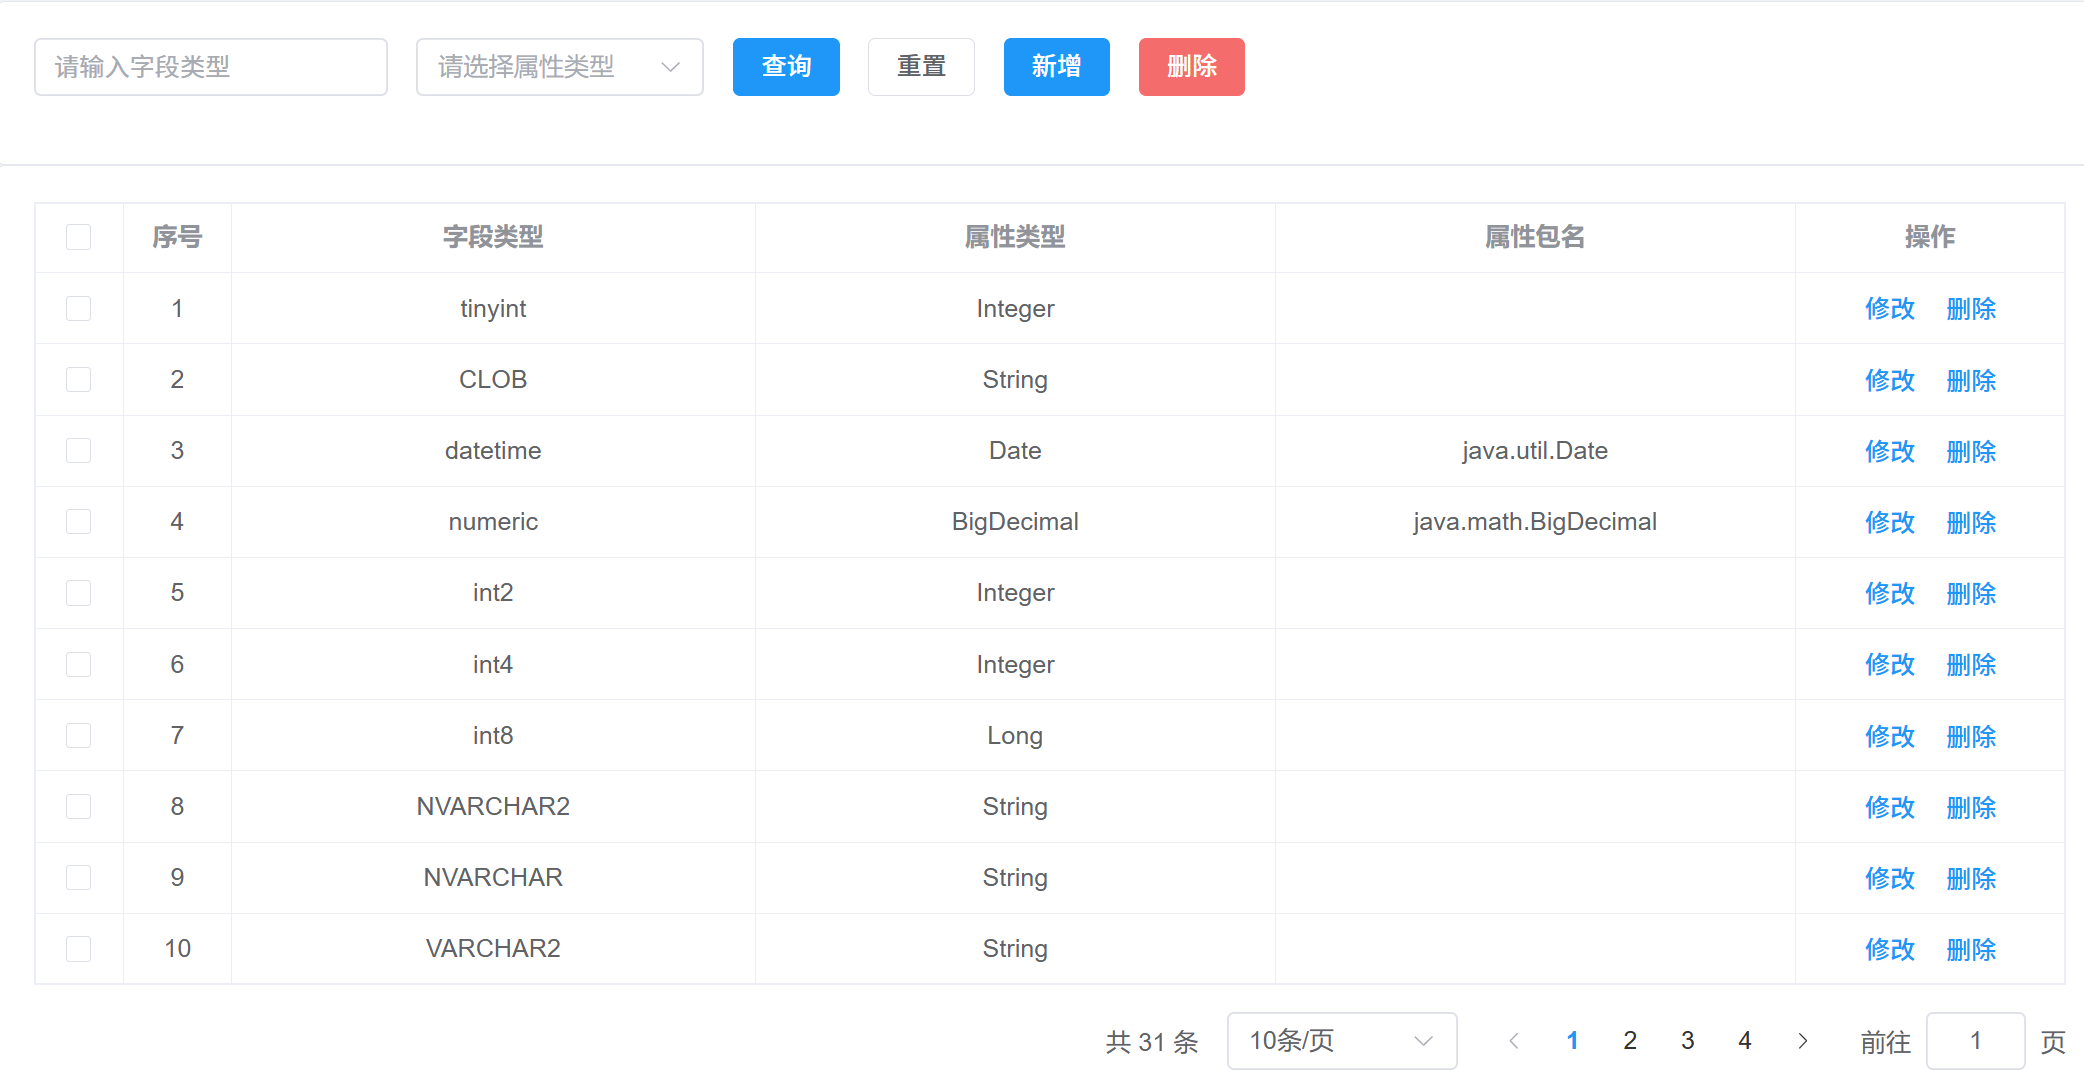 请输入字段类型 请选择属性类型 查询 重置 新增 删除
序号 字段类型 属性类型 属性包名 操作
1 tinyint Integer 修改 删除
2 CLOB String 修改 删除
3 datetime Date java.util.Date 修改 删除
4 numeric BigDecimal java.math.BigDecimal 修改 删除
5 int2 Integer 修改 删除
6 int4 Integer 修改 删除
7 int8 Long 修改 删除
8 NVARCHAR2 String 修改 删除
9 NVARCHAR String 修改 删除
10 VARCHAR2 String 修改 删除
共 31 条 10条/页 1 2 3 4 前往 1 页